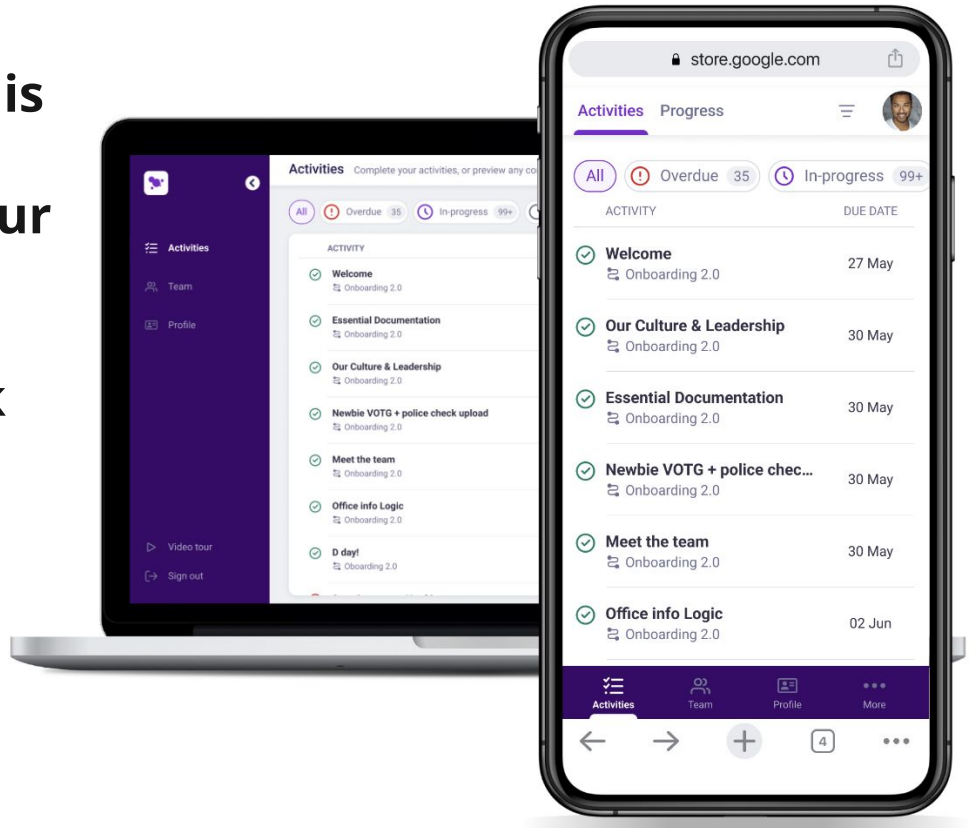 is
ur
Activities Complete your activities, or preview any co
All Overdue 35 In-progress 99+
ACTIVITY
Activities
Team
Profile
Video tour
Sign out
Welcome
Onboarding 2.0
Essential Documentation
Onboarding 2.0
Our Culture & Leadership
Onboarding 2.0
Newbie VOTG + police check upload
Onboarding 2.0
Meet the team
Onboarding 2.0
Office info Logic
Onboarding 2.0
D day!
Oboarding 2.0
store.google.com
Activities Progress
All Overdue 35 In-progress 99+
ACTIVITY DUE DATE
Welcome 27 May
Onboarding 2.0
Our Culture & Leadership 30 May
Onboarding 2.0
Essential Documentation 30 May
Onboarding 2.0
Newbie VOTG + police chec... 30 May
Onboarding 2.0
Meet the team 30 May
Onboarding 2.0
Office info Logic 02 Jun
Onboarding 2.0
Activities Team Profile More
4